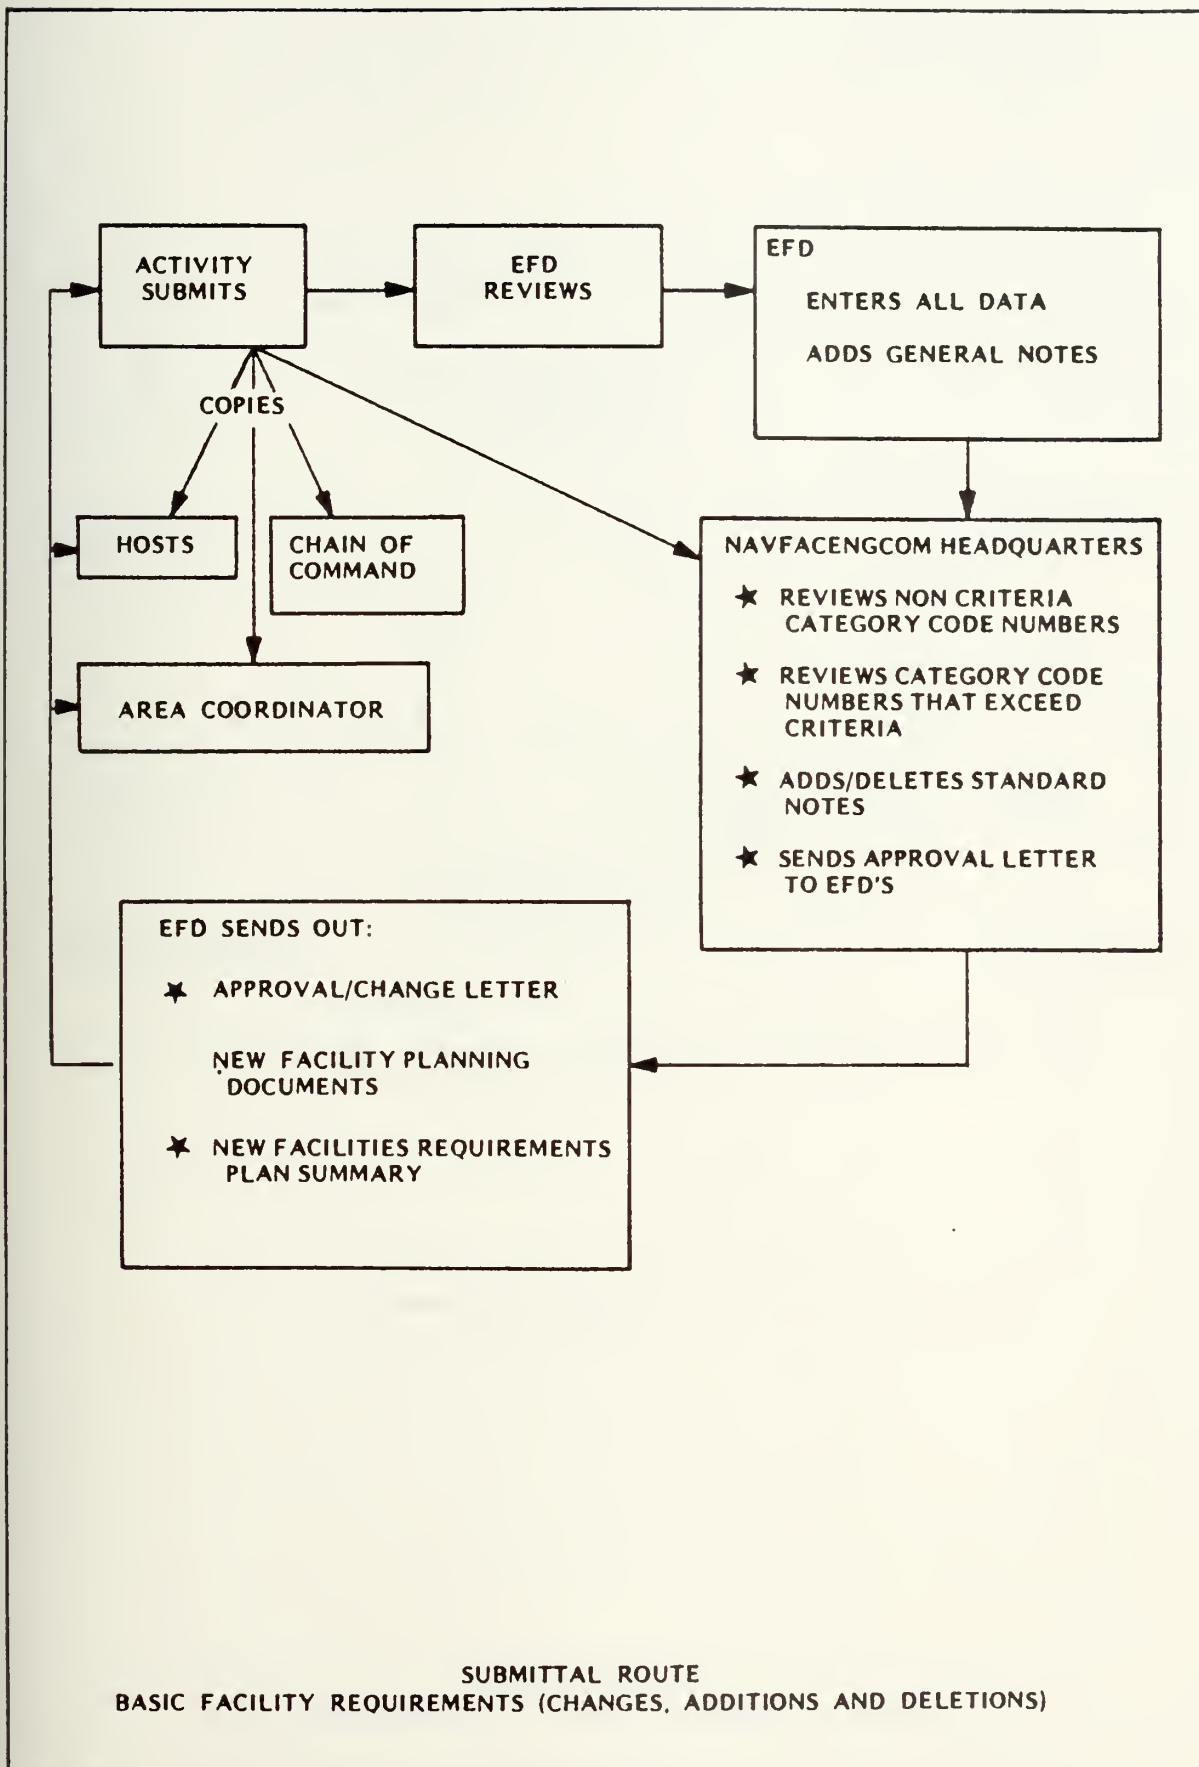 ACTIVITY
SUBMITS
EFD
REVIEWS
EFD
ENTERS ALL DATA
ADDS GENERAL NOTES
COPIES
HOSTS
CHAIN OF
COMMAND
AREA COORDINATOR
NAVFACENGCOM HEADQUARTERS
★ REVIEWS NON CRITERIA
CATEGORY CODE NUMBERS
★ REVIEWS CATEGORY CODE
NUMBERS THAT EXCEED
CRITERIA
★ ADDS/DELETES STANDARD
NOTES
★ SENDS APPROVAL LETTER
TO EFD'S
EFD SENDS OUT:
★ APPROVAL/CHANGE LETTER
NEW FACILITY PLANNING
DOCUMENTS
★ NEW FACILITIES REQUIREMENTS
PLAN SUMMARY
SUBMITTAL ROUTE
BASIC FACILITY REQUIREMENTS (CHANGES, ADDITIONS AND DELETIONS)